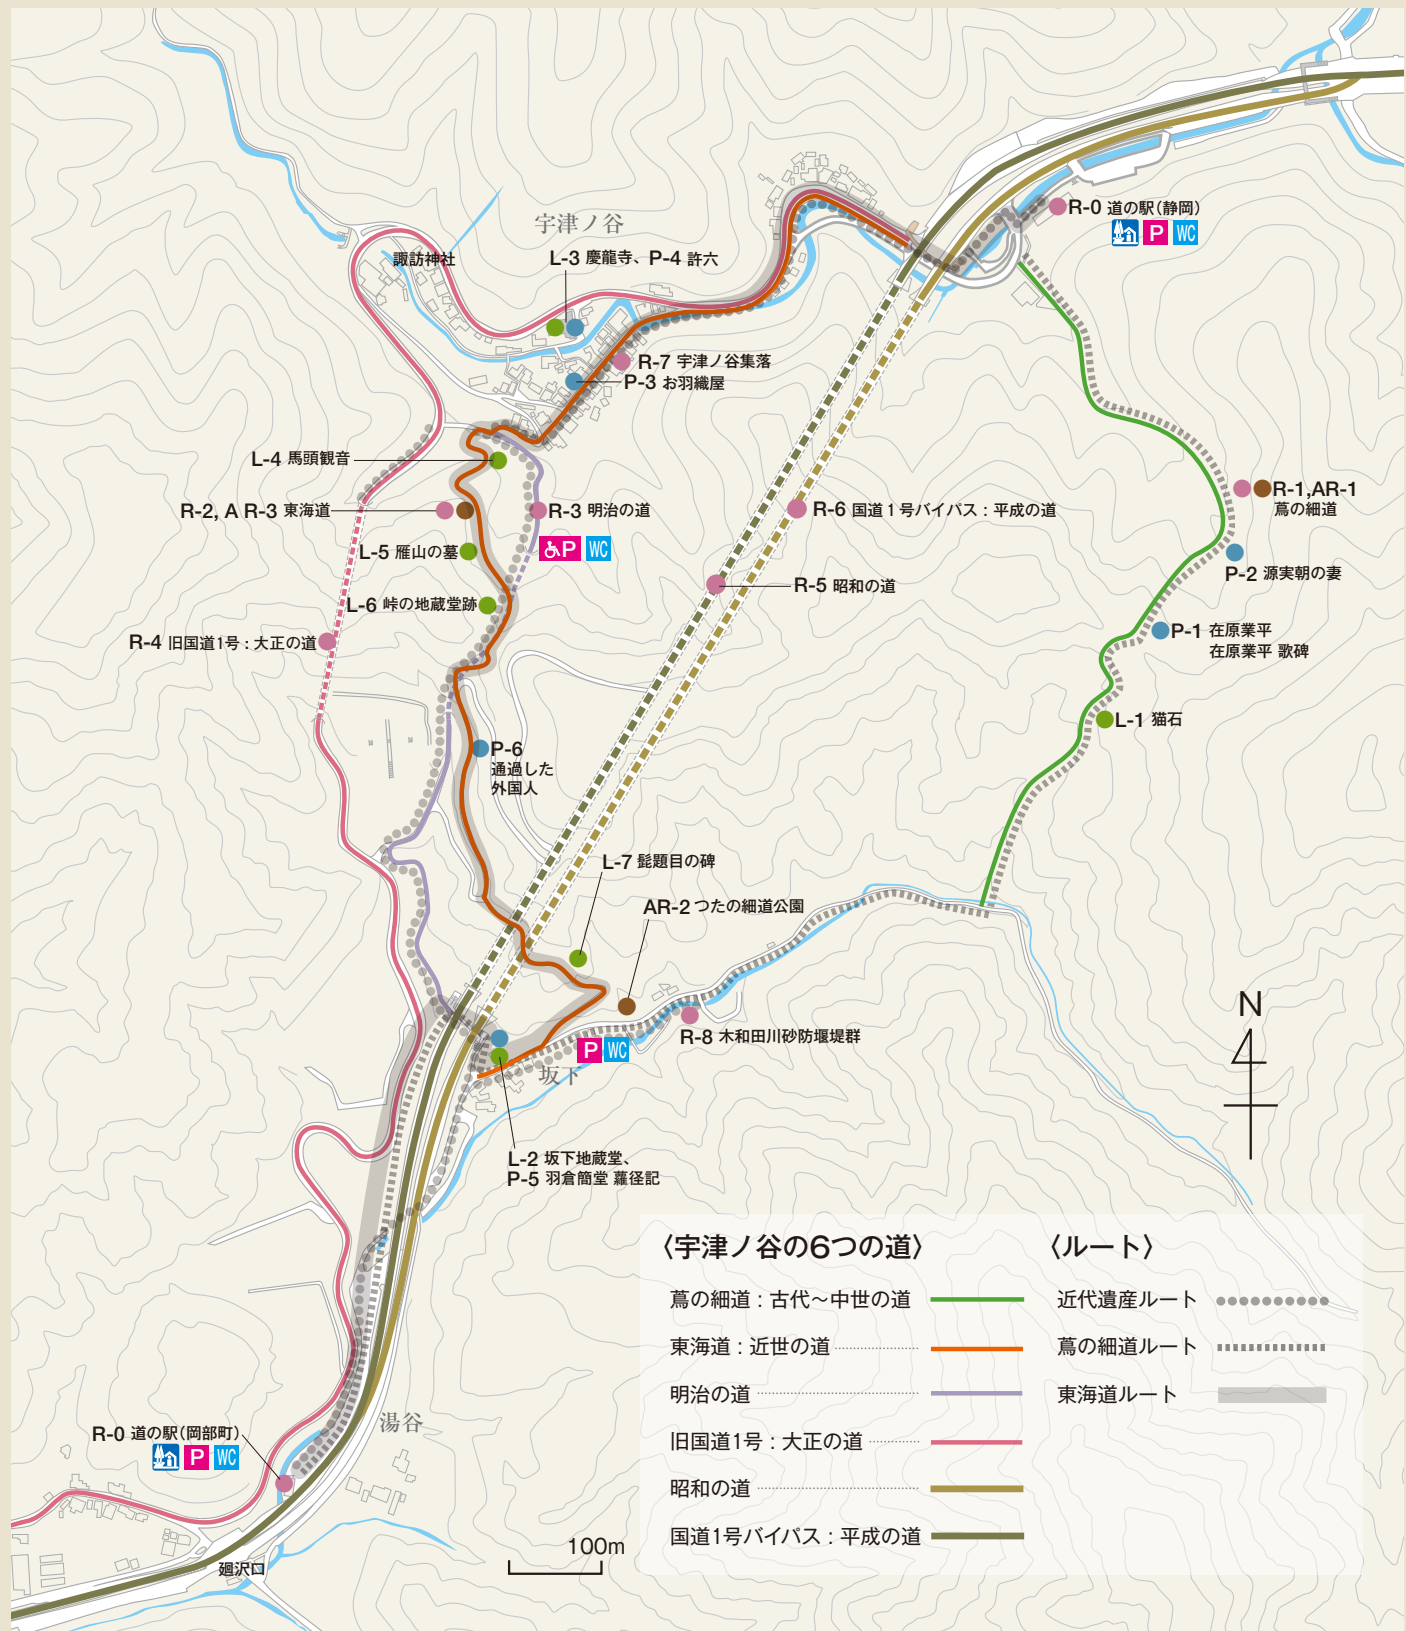 宇津ノ谷
諏訪神社
L-3 慶龍寺、P-4 許六
R-0 道の駅（静岡）
P WC
R-7 宇津ノ谷集落
P-3 お羽織屋
L-4 馬頭観音
R-2, A R-3 東海道
R-3 明治の道
P WC
L-5 雁山の墓
L-6 峠の地蔵堂跡
R-4 旧国道1号：大正の道
R-6 国道1号バイパス：平成の道
R-5 昭和の道
R-1,AR-1
蔦の細道
P-2 源実朝の妻
P-1 在原業平
在原業平 歌碑
L-1 猫石
P-6
通過した
外国人
L-7 髭題目の碑
AR-2 つたの細道公園
R-8 木和田川砂防堰堤群
P WC
坂下
L-2 坂下地蔵堂、
P-5 羽倉簡堂 蘿径記
N
R-0 道の駅（岡部町）
P WC
湯谷
廻沢口
100m
〈宇津ノ谷の6つの道〉
蔦の細道：古代～中世の道
東海道：近世の道
明治の道
旧国道1号：大正の道
昭和の道
国道1号バイパス：平成の道
〈ルート〉
近代遺産ルート
蔦の細道ルート
東海道ルート